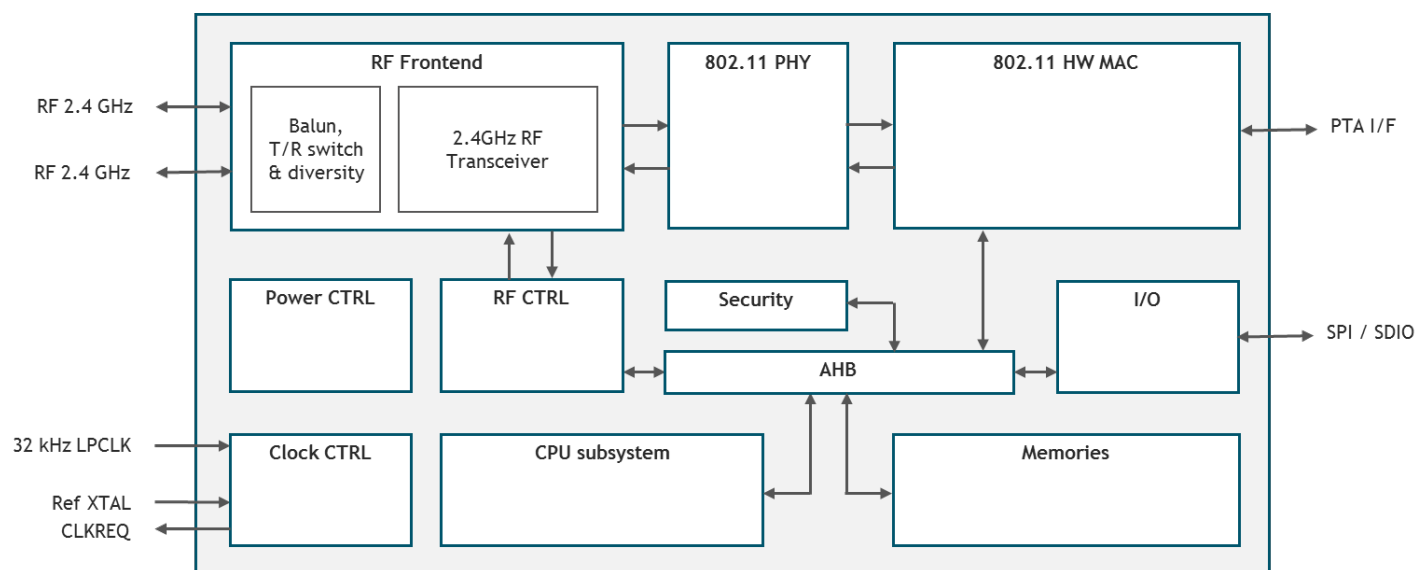 RF Frontend
802.11 PHY
802.11 HW MAC
RF 2.4 GHz
Balun,
T/R switch
& diversity
2.4GHz RF
Transceiver
PTA I/F
RF 2.4 GHz
Power CTRL
RF CTRL
Security
I/O
SPI / SDIO
AHB
32 kHz LPCLK
Clock CTRL
CPU subsystem
Memories
Ref XTAL
CLKREQ